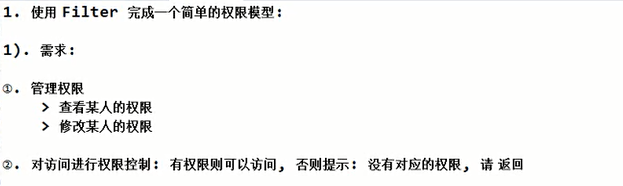 1. 使用 Filter 完成一个简单的权限模型:
1). 需求:
①. 管理权限
> 查看某人的权限
> 修改某人的权限
②. 对访问进行权限控制: 有权限则可以访问, 否则提示: 没有对应的权限, 请 返回